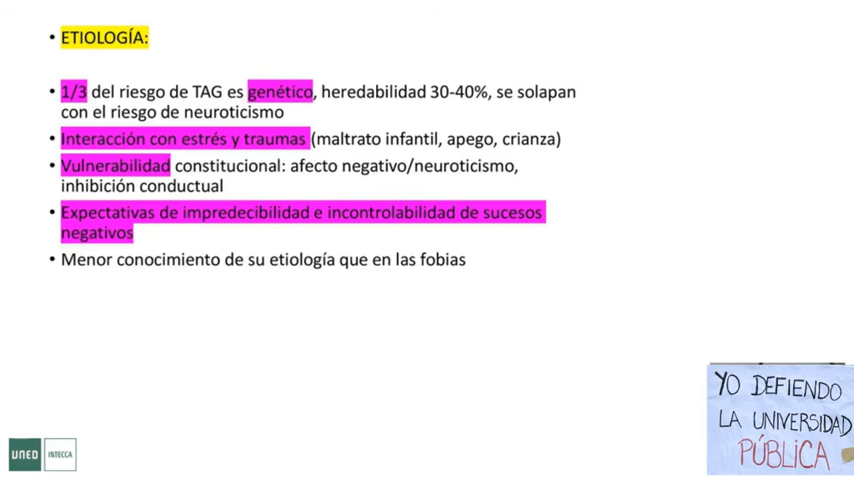 • ETIOLOGÍA:
• 1/3 del riesgo de TAG es genético, heredabilidad 30-40%, se solapan
con el riesgo de neuroticismo
• Interacción con estrés y traumas (maltrato infantil, apego, crianza)
• Vulnerabilidad constitucional: afecto negativo/neuroticismo,
inhibición conductual
• Expectativas de impredecibilidad e incontrolabilidad de sucesos
negativos
• Menor conocimiento de su etiología que en las fobias
YO DEFIENDO
LA UNIVERSIDAD
PÚBLICA
UNED INTECCA